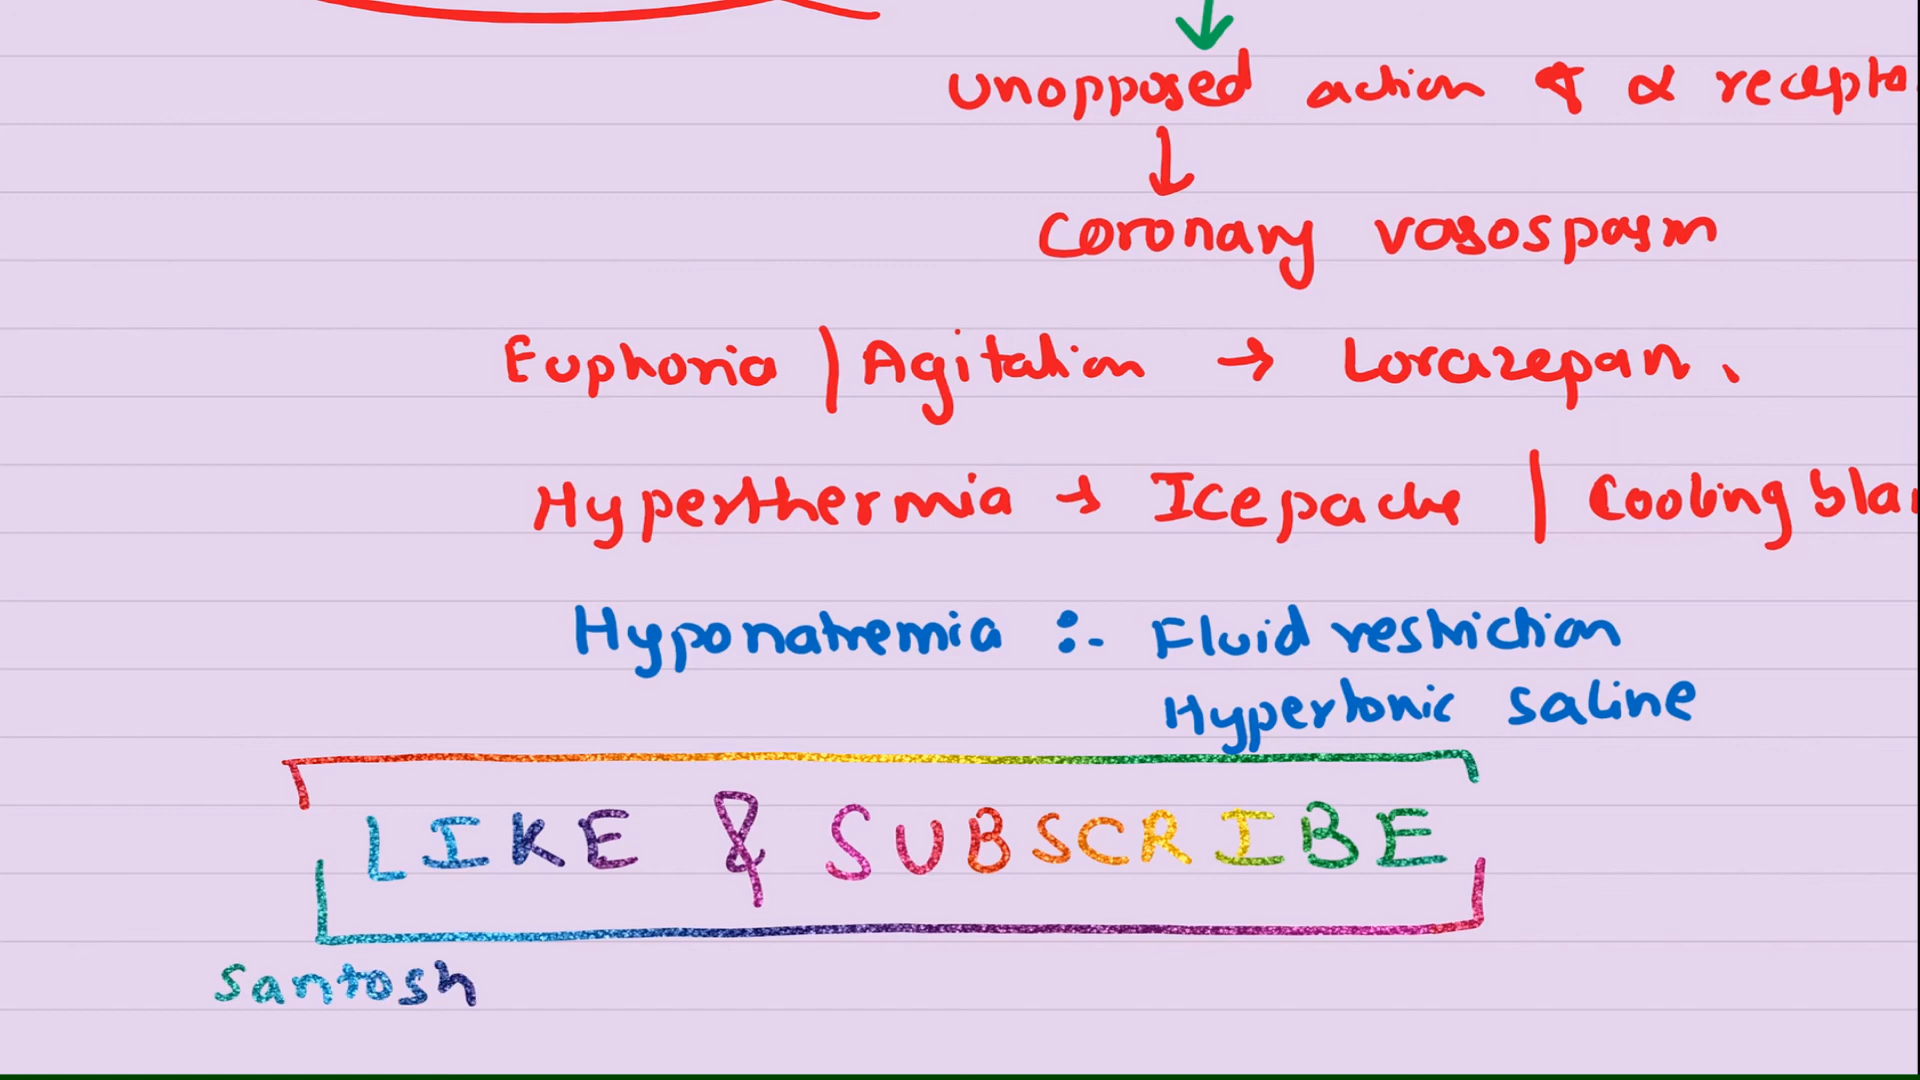 unopposed action of α recepto
↓
Coronary vasospasm
Euphoria | Agitation → Lorazepam.
Hyperthermia → Icepacks | Cooling bla
Hyponatremia :- Fluid restriction
Hypertonic saline
LIKE & SUBSCRIBE
Santosh